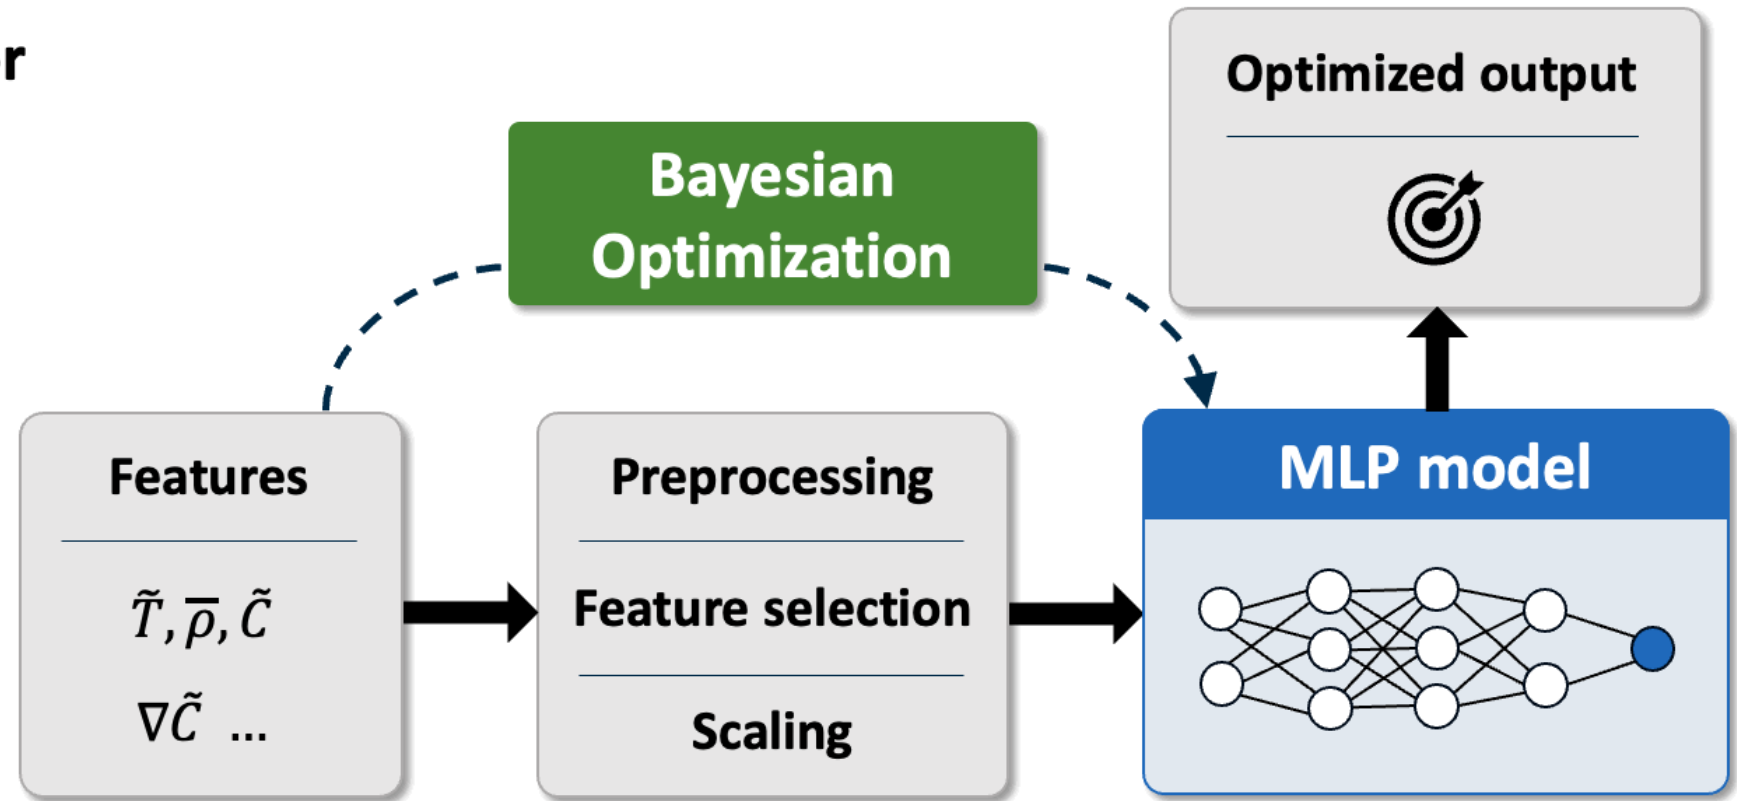 r
Optimized output
Bayesian
Optimization
Features
T̃, ρ̅, C̃
∇C̃ ...
Preprocessing
Feature selection
Scaling
MLP model